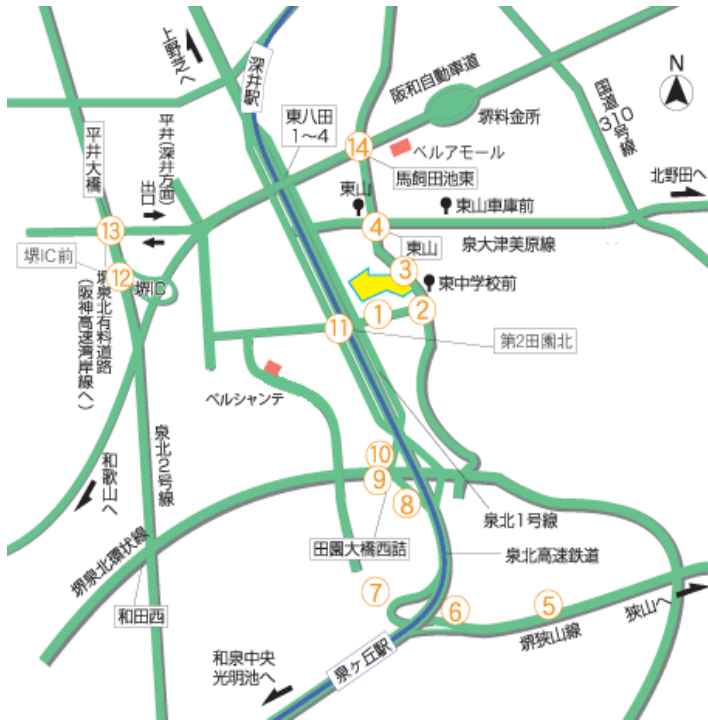 上野芝へ
深井駅
東八田
1〜4
阪和自動車道
堺料金所
国道310号線
N
平井大橋
平井(深井方面)
出口
14
ベルアモール
馬飼田池東
北野田へ
東山
東山車庫前
13
4
泉大津美原線
東山
堺IC前
12
堺IC
3
東中学校前
堺泉北有料道路
(阪神高速湾岸線へ)
1
2
11
第2田園北
ベルシャンテ
和歌山へ
泉北2号線
10
9
8
泉北1号線
田園大橋西詰
泉北高速鉄道
堺泉北環状線
和田西
7
6
5
狭山へ
堺狭山線
和泉中央
光明池へ
泉ヶ丘駅